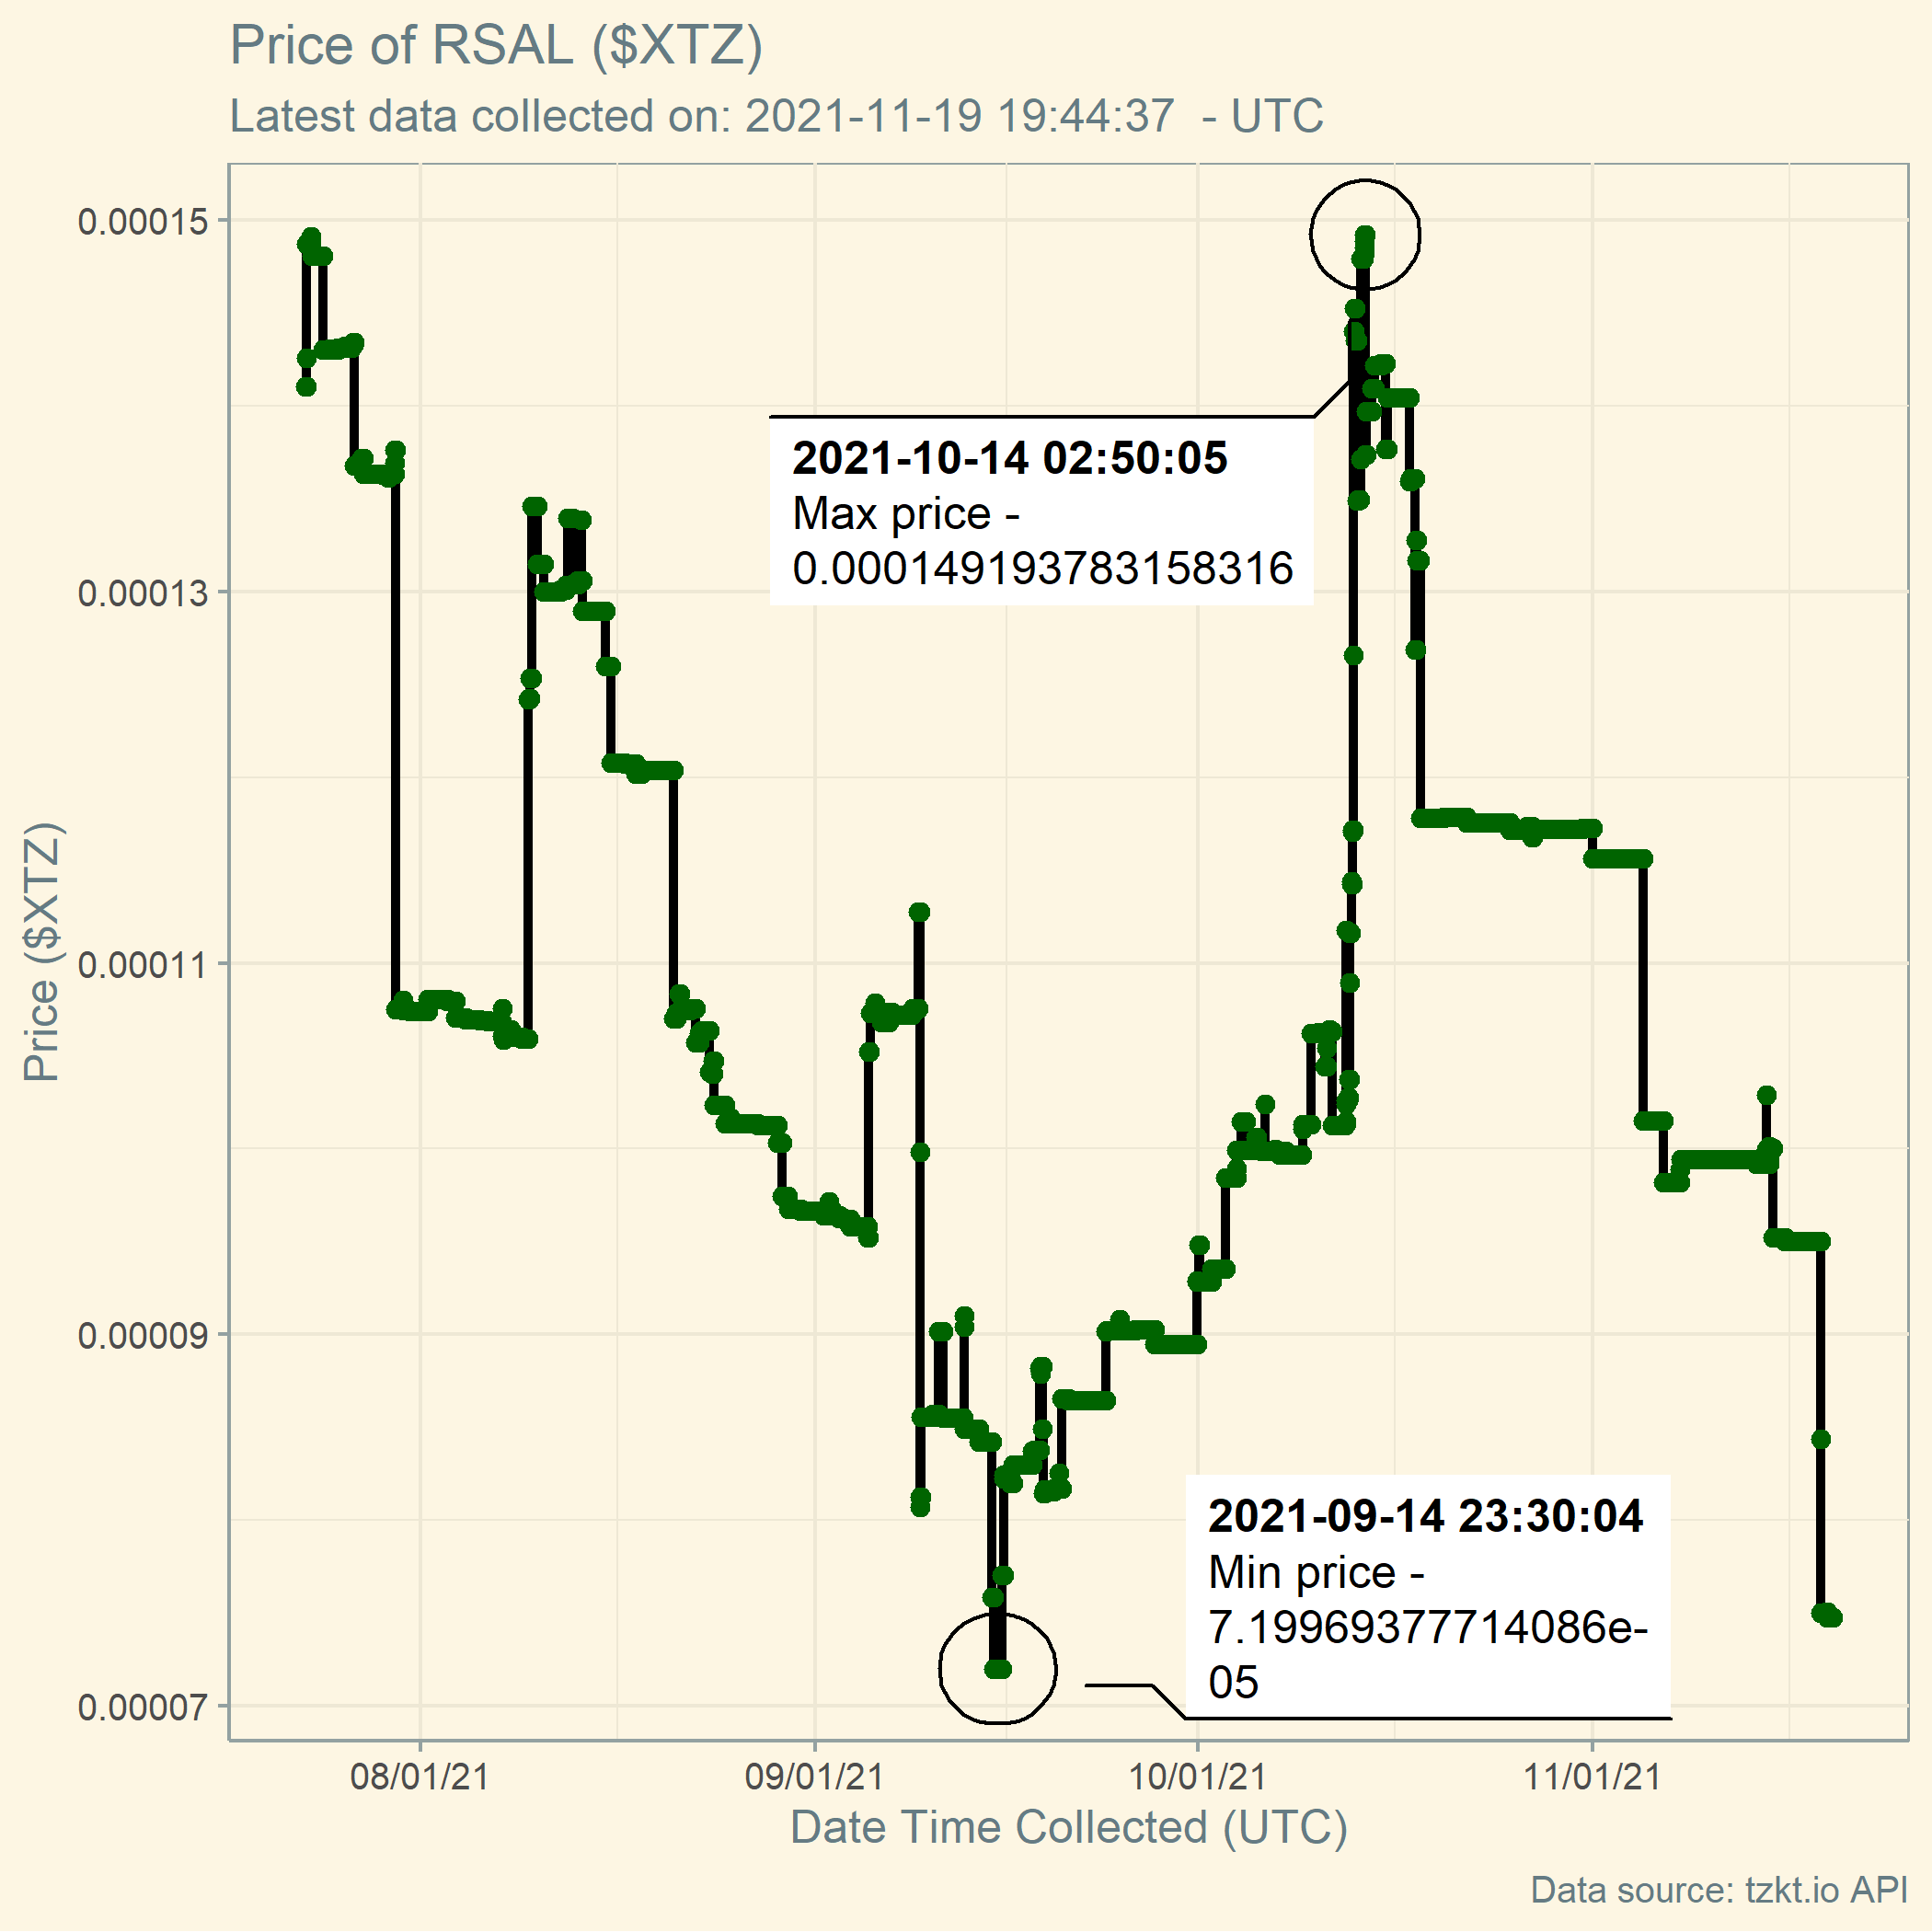 Price of RSAL ($XTZ)
Latest data collected on: 2021-11-19 19:44:37  - UTC
Price ($XTZ)
0.00015
0.00013
0.00011
0.00009
0.00007
2021-10-14 02:50:05
Max price -
0.000149193783158316
2021-09-14 23:30:04
Min price -
7.19969377714086e-
05
08/01/21
09/01/21
10/01/21
11/01/21
Date Time Collected (UTC)
Data source: tzkt.io API